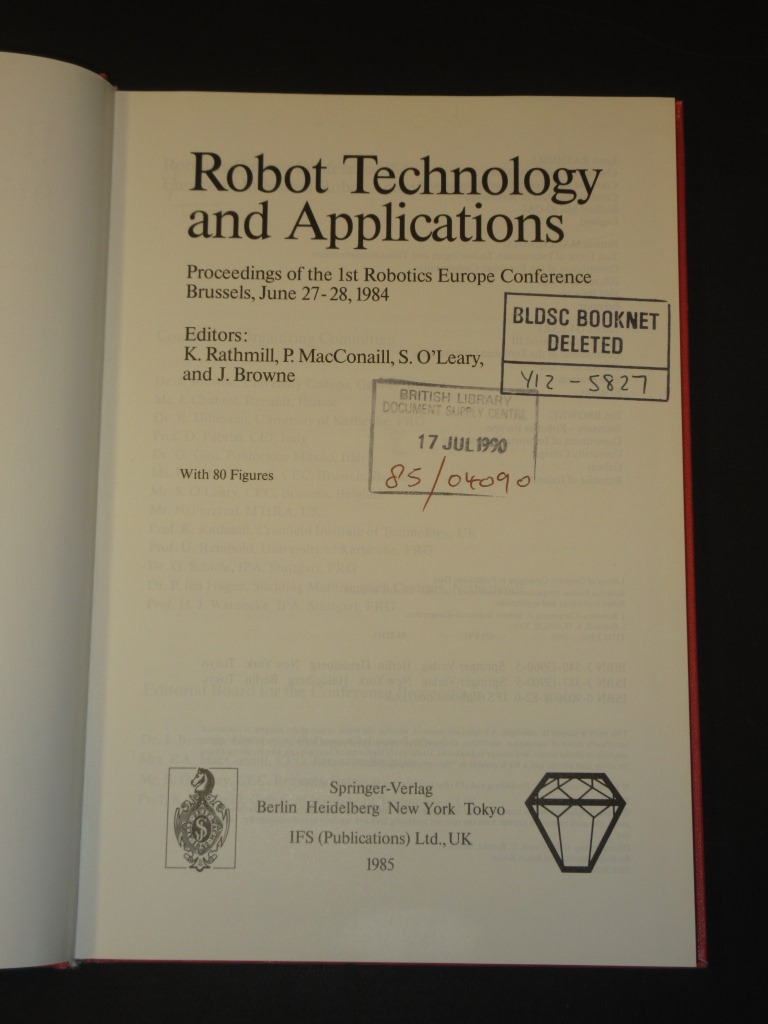 Robot Technology
and Applications
Proceedings of the 1st Robotics Europe Conference
Brussels, June 27-28, 1984
Editors:
K. Rathmill, P. MacConaill, S. O'Leary,
and J. Browne
BLDSC BOOKNET
DELETED
Y12 - 5827
BRITISH LIBRARY
DOCUMENT SUPPLY CENTRE
17 JUL 1990
85/04090
With 80 Figures
Springer-Verlag
Berlin Heidelberg New York Tokyo
IFS (Publications) Ltd., UK
1985